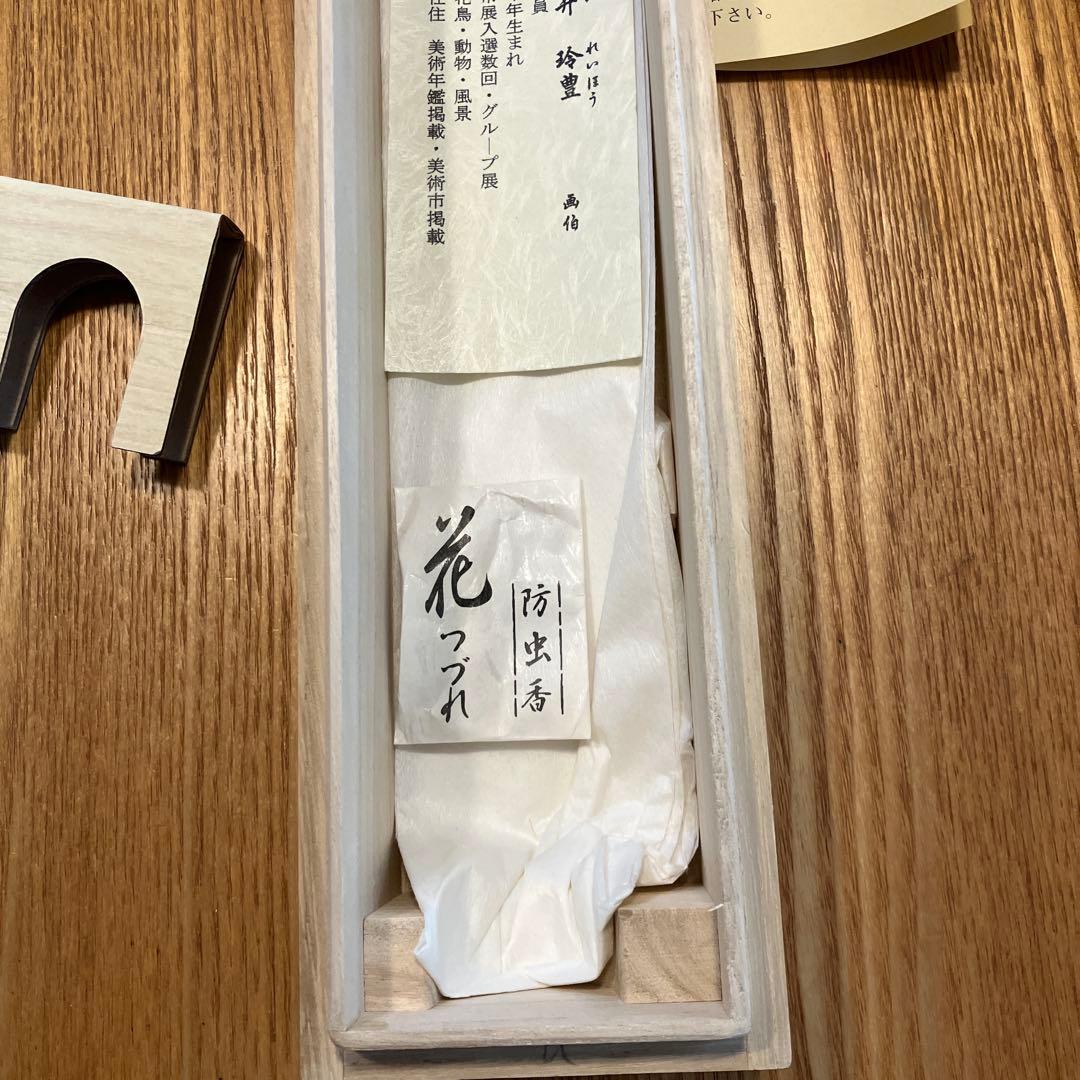 井 玲豊 画伯
れいほう
員
年生まれ
展入選数回・グループ展
花鳥・動物・風景
住 美術年鑑掲載・美術市掲載
下さい。
防虫香
花つづれ